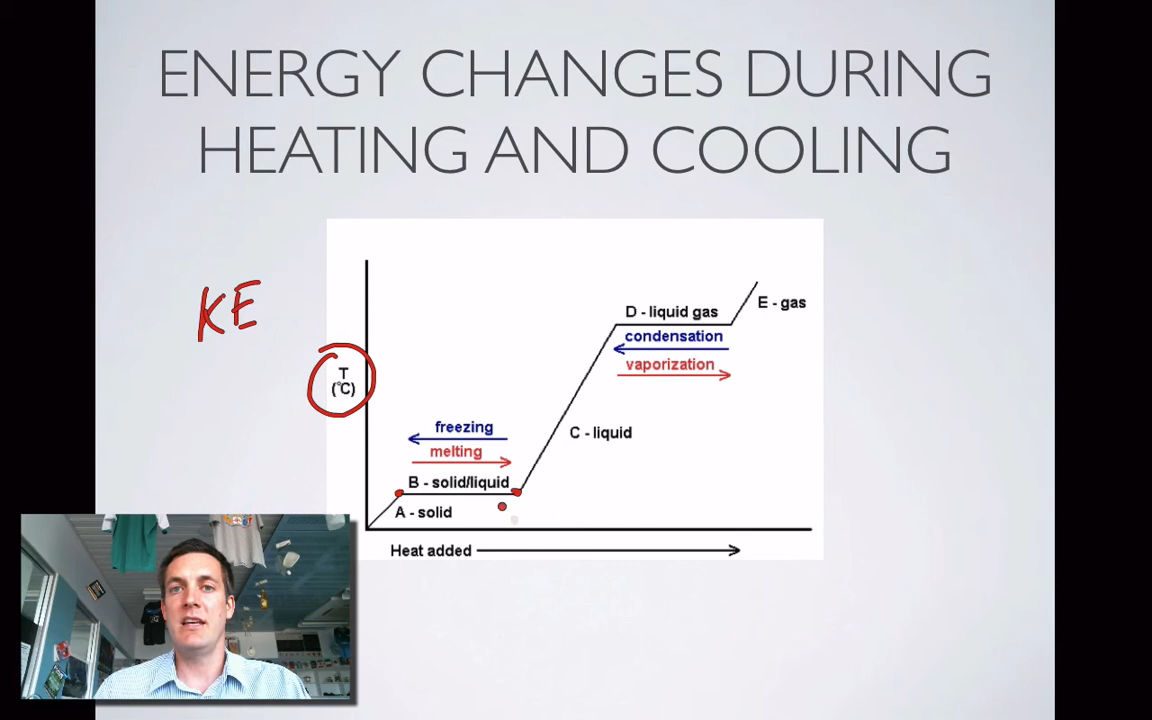 ENERGY CHANGES DURING
HEATING AND COOLING
KE
T
(°C)
D - liquid gas
E - gas
condensation
vaporization
freezing
C - liquid
melting
B - solid/liquid
A - solid
Heat added